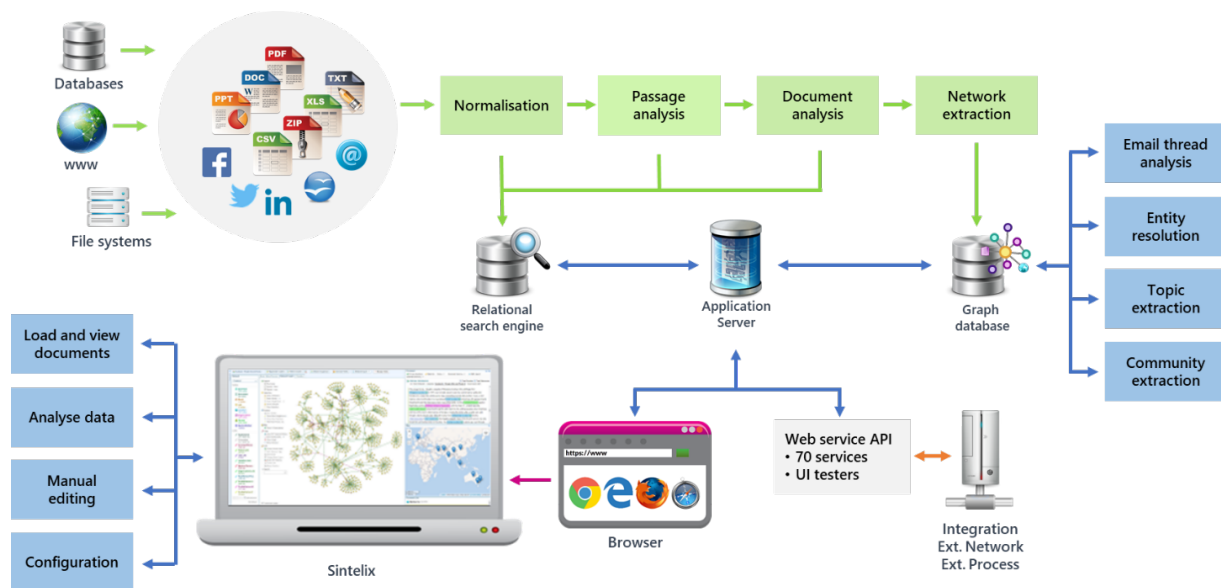 Databases
www
File systems
PDF
DOC
W
TXT
PPT
XLS
ZIP
CSV
f
@
in
Normalisation
Passage
analysis
Document
analysis
Network
extraction
Email thread
analysis
Entity
resolution
Topic
extraction
Community
extraction
Relational
search engine
Application
Server
Graph
database
Load and view
documents
Analyse data
Manual
editing
Configuration
Sintelix
https://www
Browser
Web service API
• 70 services
• UI testers
Integration
Ext. Network
Ext. Process